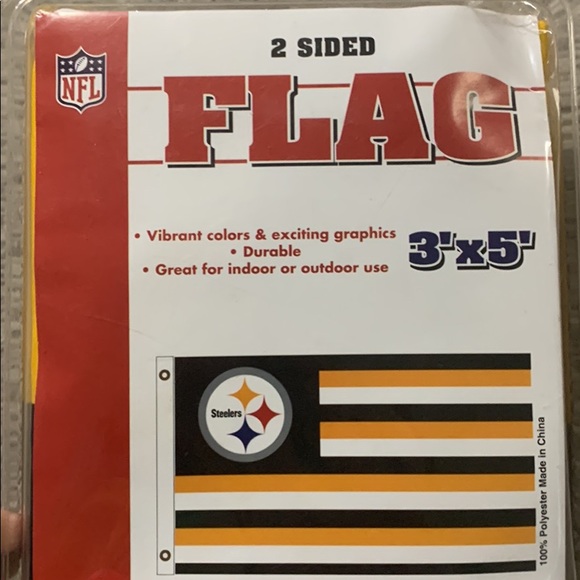 NFL
2 SIDED
FLAG
• Vibrant colors & exciting graphics
• Durable
• Great for indoor or outdoor use
3'x5'
Steelers
100% Polyester Made in China